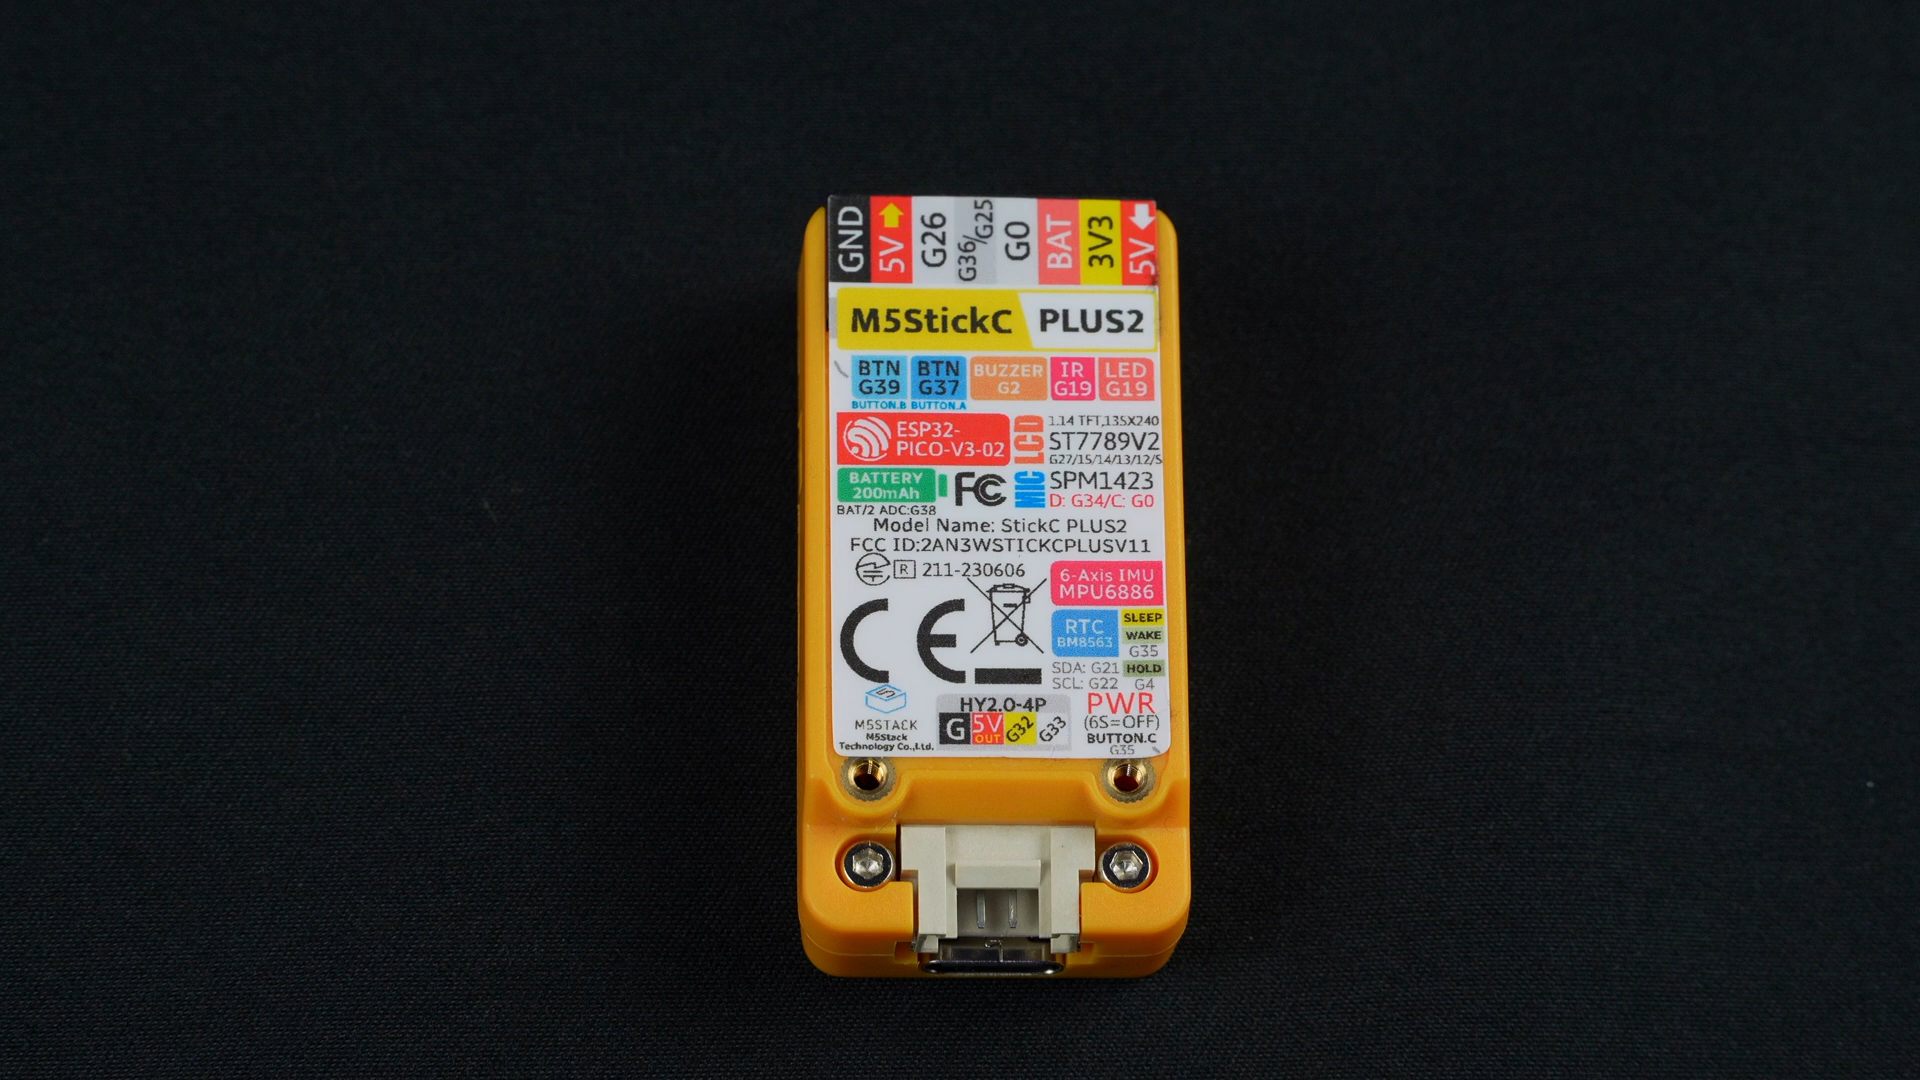 GND 5V G26 G36/G25 G0 BAT 3V3 5V
M5StickC PLUS2
BTN G39 BUTTON.B
BTN G37 BUTTON.A
BUZZER G2
IR G19
LED G19
ESP32-
PICO-V3-02
LCD
1.14 TFT,135X240
ST7789V2
G27/15/14/13/12/5
BATTERY
200mAh
BAT/2 ADC:G38
FC
MIC
SPM1423
D: G34/C: G0
Model Name: StickC PLUS2
FCC ID:2AN3WSTICKCPLUSV11
R 211-230606
6-Axis IMU
MPU6886
CE
RTC
BM8563
SLEEP
WAKE
G35
SDA: G21
SCL: G22
HOLD
G4
M5STACK
M5Stack
Technology Co.,Ltd.
HY2.0-4P
G 5V OUT G32 G33
PWR
(6S=OFF)
BUTTON.C
G35